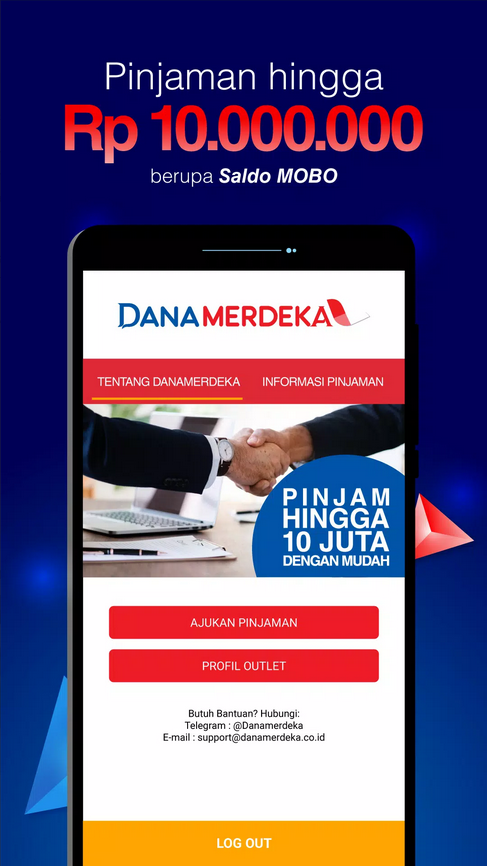 Pinjaman hingga
Rp 10.000.000
berupa Saldo MOBO
DANAMERDEKA
TENTANG DANAMERDEKA INFORMASI PINJAMAN
PINJAM
HINGGA
10 JUTA
DENGAN MUDAH
AJUKAN PINJAMAN
PROFIL OUTLET
Butuh Bantuan? Hubungi:
Telegram : @Danamerdeka
E-mail : support@danamerdeka.co.id
LOG OUT